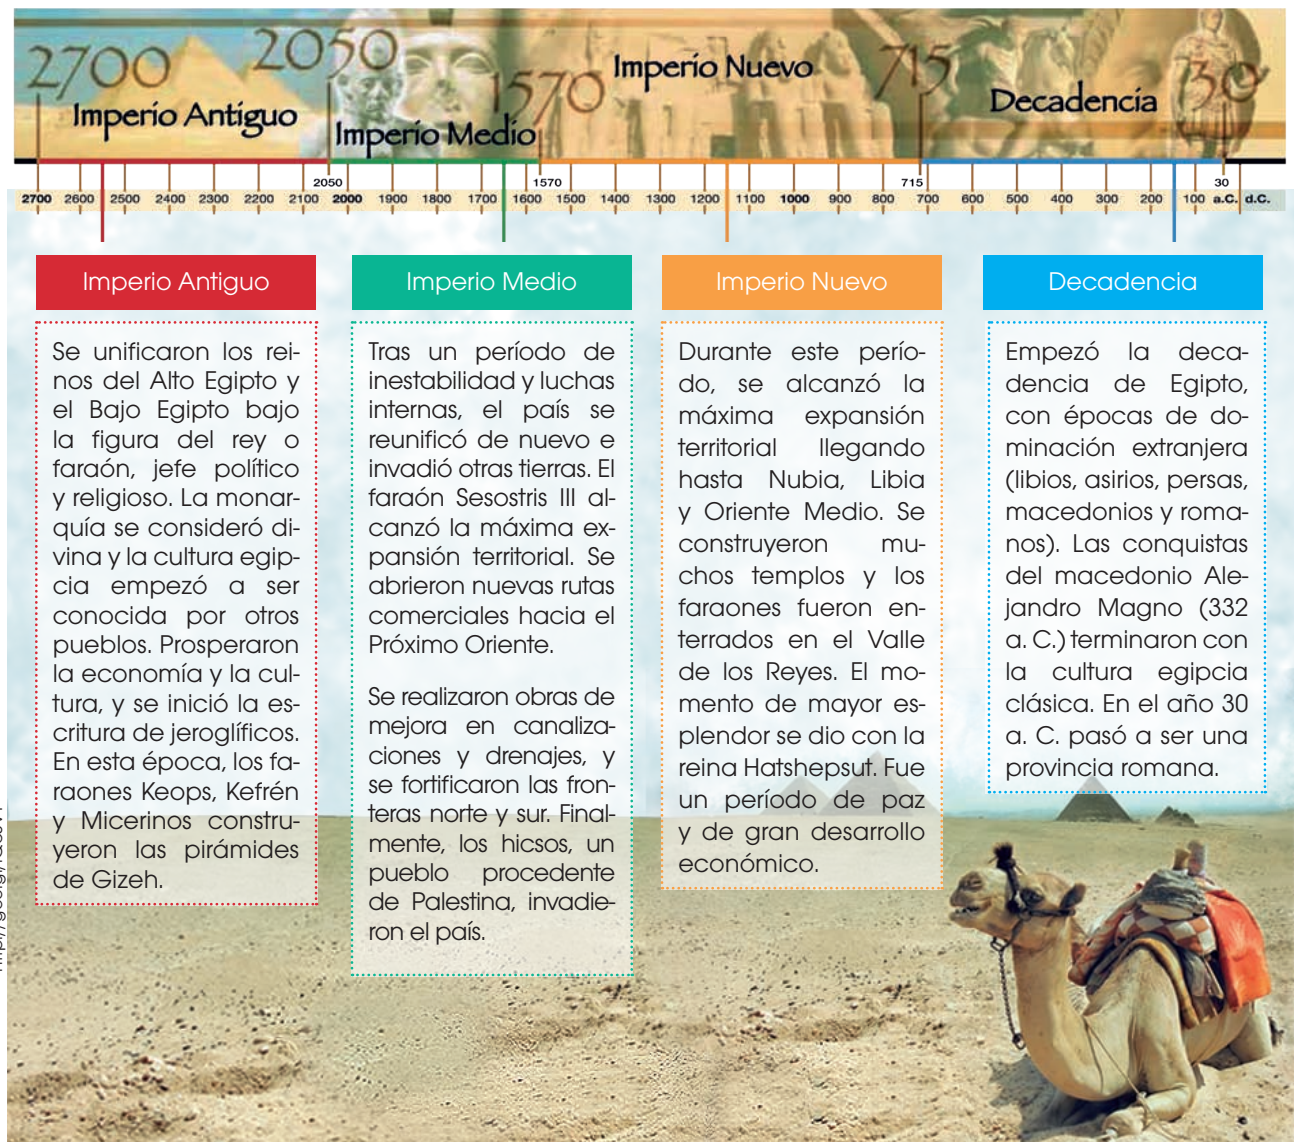 2700
2050
1570
Imperio Nuevo
715
30
Imperio Antiguo
Imperio Medio
Decadencia
2050
1570
715
30
2700 2600 2500 2400 2300 2200 2100 2000 1900 1800 1700 1600 1500 1400 1300 1200 1100 1000 900 800 700 600 500 400 300 200 100 a.C. d.C.
Imperio Antiguo
Se unificaron los rei-
nos del Alto Egipto y
el Bajo Egipto bajo
la figura del rey o
faraón, jefe político
y religioso. La monar-
quía se consideró di-
vina y la cultura egip-
cia empezó a ser
conocida por otros
pueblos. Prosperaron
la economía y la cul-
tura, y se inició la es-
critura de jeroglíficos.
En esta época, los fa-
raones Keops, Kefrén
y Micerinos constru-
yeron las pirámides
de Gizeh.
Imperio Medio
Tras un período de
inestabilidad y luchas
internas, el país se
reunificó de nuevo e
invadió otras tierras. El
faraón Sesostris III al-
canzó la máxima ex-
pansión territorial. Se
abrieron nuevas rutas
comerciales hacia el
Próximo Oriente.
Se realizaron obras de
mejora en canaliza-
ciones y drenajes, y
se fortificaron las fron-
teras norte y sur. Final-
mente, los hicsos, un
pueblo procedente
de Palestina, invadie-
ron el país.
Imperio Nuevo
Durante este perío-
do, se alcanzó la
máxima expansión
territorial llegando
hasta Nubia, Libia
y Oriente Medio. Se
construyeron mu-
chos templos y los
faraones fueron en-
terrados en el Valle
de los Reyes. El mo-
mento de mayor es-
plendor se dio con la
reina Hatshepsut. Fue
un período de paz
y de gran desarrollo
económico.
Decadencia
Empezó la deca-
dencia de Egipto,
con épocas de do-
minación extranjera
(libios, asirios, persas,
macedonios y roma-
nos). Las conquistas
del macedonio Ale-
jandro Magno (332
a. C.) terminaron con
la cultura egipcia
clásica. En el año 30
a. C. pasó a ser una
provincia romana.